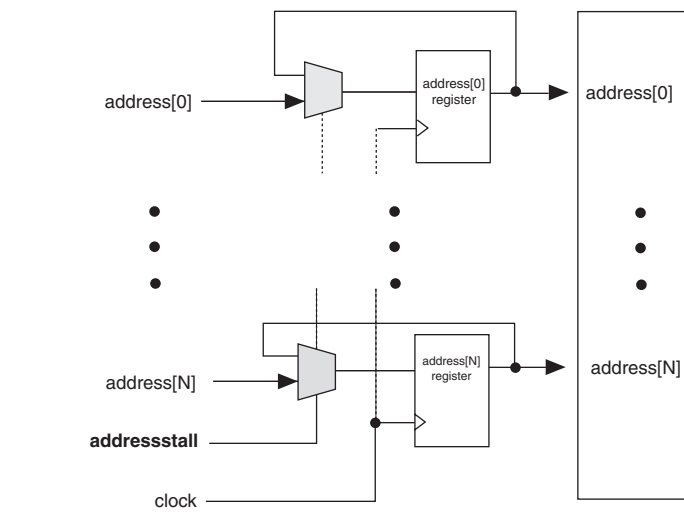 address[0]
address[0]
register
address[0]
address[N]
address[N]
register
address[N]
addressstall
clock